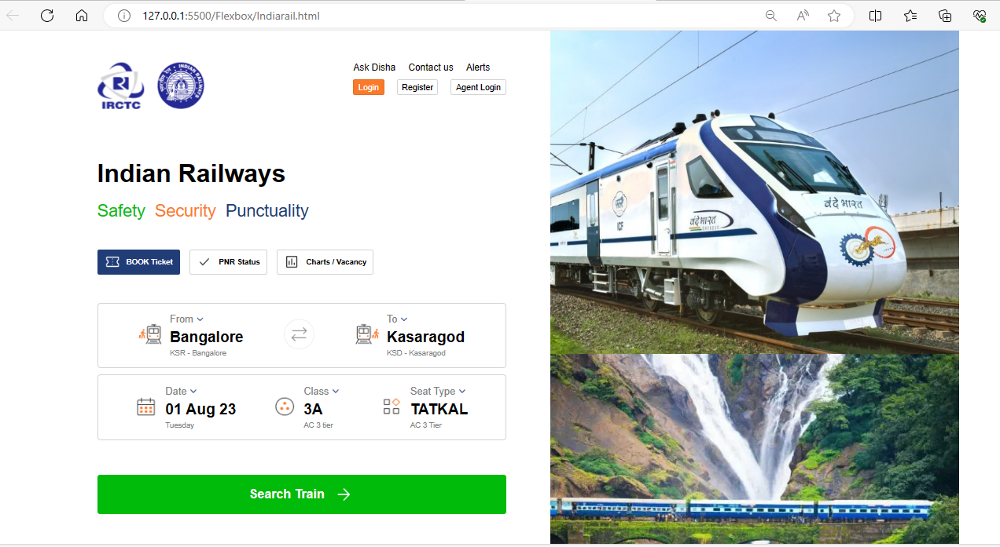 127.0.0.1:5500/Flexbox/Indiarail.html
IRCTC
INDIAN RAILWAYS
Ask Disha Contact us Alerts
Login Register Agent Login
Indian Railways
Safety Security Punctuality
BOOK Ticket PNR Status Charts / Vacancy
From
Bangalore
KSR - Bangalore
To
Kasaragod
KSD - Kasaragod
Date
01 Aug 23
Tuesday
Class
3A
AC 3 tier
Seat Type
TATKAL
AC 3 Tier
Search Train
वंदे भारत
वंदे भारत
EXPRESS
ICF